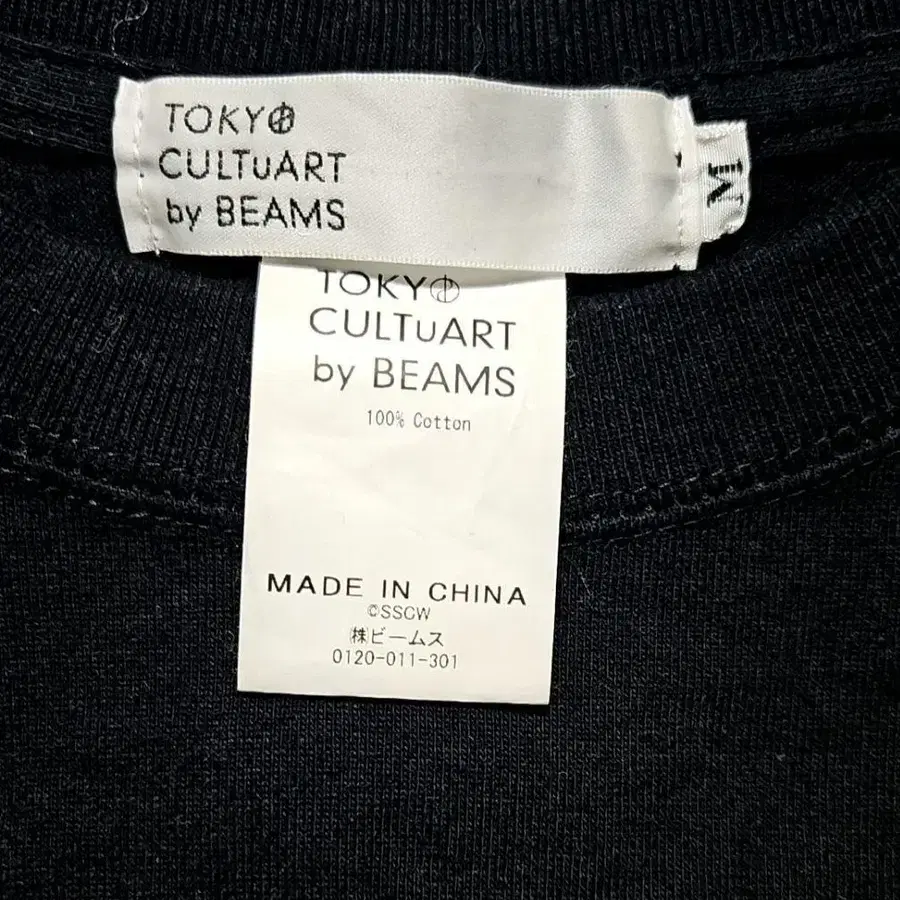 TOKYO
CULTuART
by BEAMS
M
TOKYO
CULTuART
by BEAMS
100% Cotton
MADE IN CHINA
©SSCW
㈱ビームス
0120-011-301